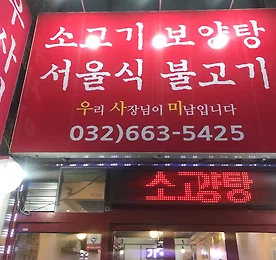 소고기 보양탕
서울식 불고기
우리 사장님이 미남입니다
032)663-5425
소고양탕